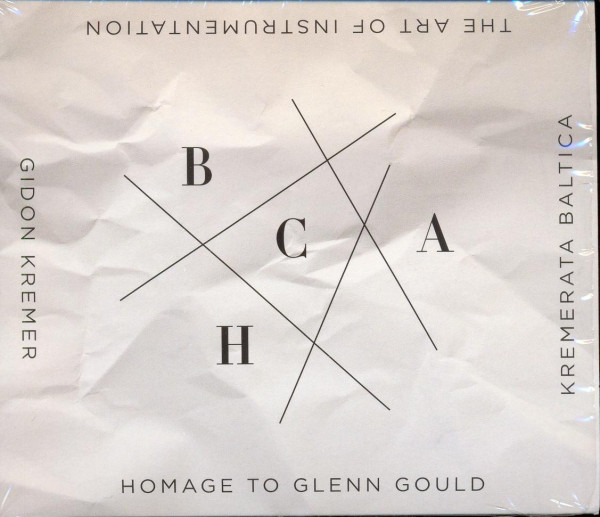 THE ART OF INSTRUMENTATION
GIDON KREMER
B
C
A
H
KREMERATA BALTICA
HOMAGE TO GLENN GOULD